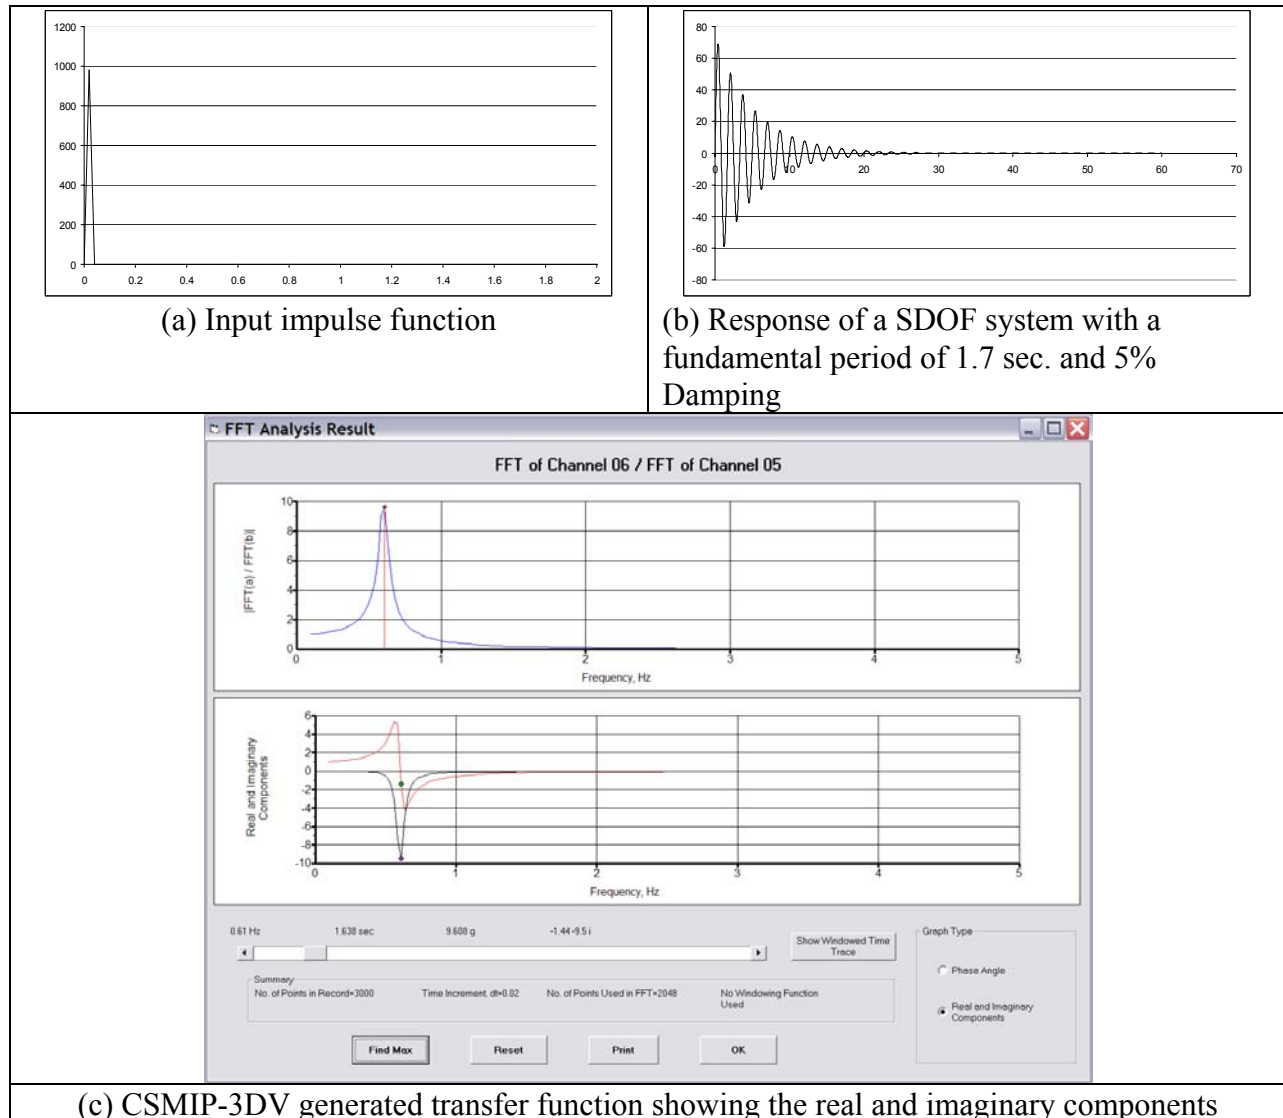 1200
1000
800
600
400
200
0
0 0.2 0.4 0.6 0.8 1 1.2 1.4 1.6 1.8 2
(a) Input impulse function
80
60
40
20
0
-20
-40
-60
-80
0 10 20 30 40 50 60 70
(b) Response of a SDOF system with a
fundamental period of 1.7 sec. and 5%
Damping
FFT Analysis Result
FFT of Channel 06 / FFT of Channel 05
|FFT(a) / FFT(b)|
10
8
6
4
2
0
0 1 2 3 4 5
Frequency, Hz
Real and Imaginary
Components
6
4
2
0
-2
-4
-6
-8
-10
0 1 2 3 4 5
Frequency, Hz
0.61 Hz 1.638 sec 9.608 g -1.44 -9.5 i
Show Windowed Time
Trace
Graph Type
Phase Angle
Real and Imaginary
Components
Summary
No. of Points in Record=3000 Time Increment, dt=0.02 No. of Points Used in FFT=2048 No Windowing Function
Used
Find Max Reset Print OK
(c) CSMIP-3DV generated transfer function showing the real and imaginary components